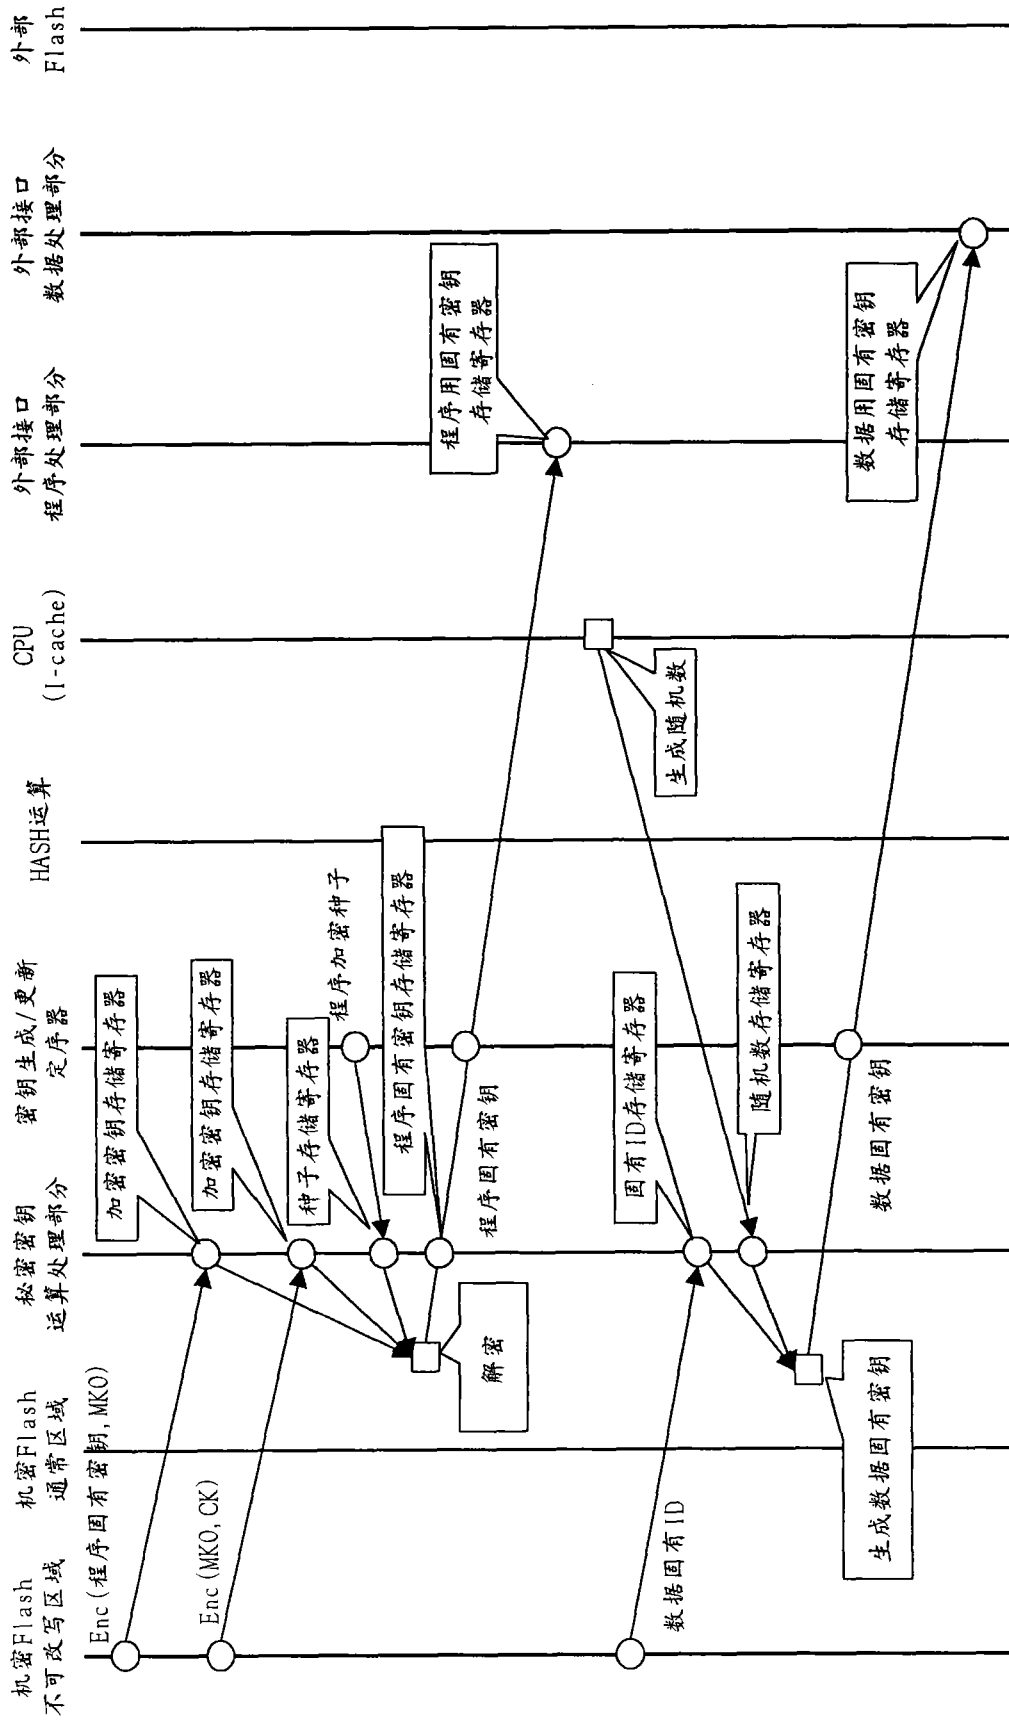 机密Flash
不可改写区域
机密Flash
通常区域
秘密密钥
运算处理部分
密钥生成/更新
定序器
HASH运算
CPU
(I-cache)
外部接口
程序处理部分
外部接口
数据处理部分
外部
Flash
Enc(程序固有密钥,MK0)
加密密钥存储寄存器
Enc(MK0,CK)
加密密钥存储寄存器
种子存储寄存器
程序加密种子
程序固有密钥存储寄存器
解密
程序固有密钥
程序用固有密钥
存储寄存器
生成随机数
数据固有ID
固有ID存储寄存器
随机数存储寄存器
生成数据固有密钥
数据固有密钥
数据用固有密钥
存储寄存器